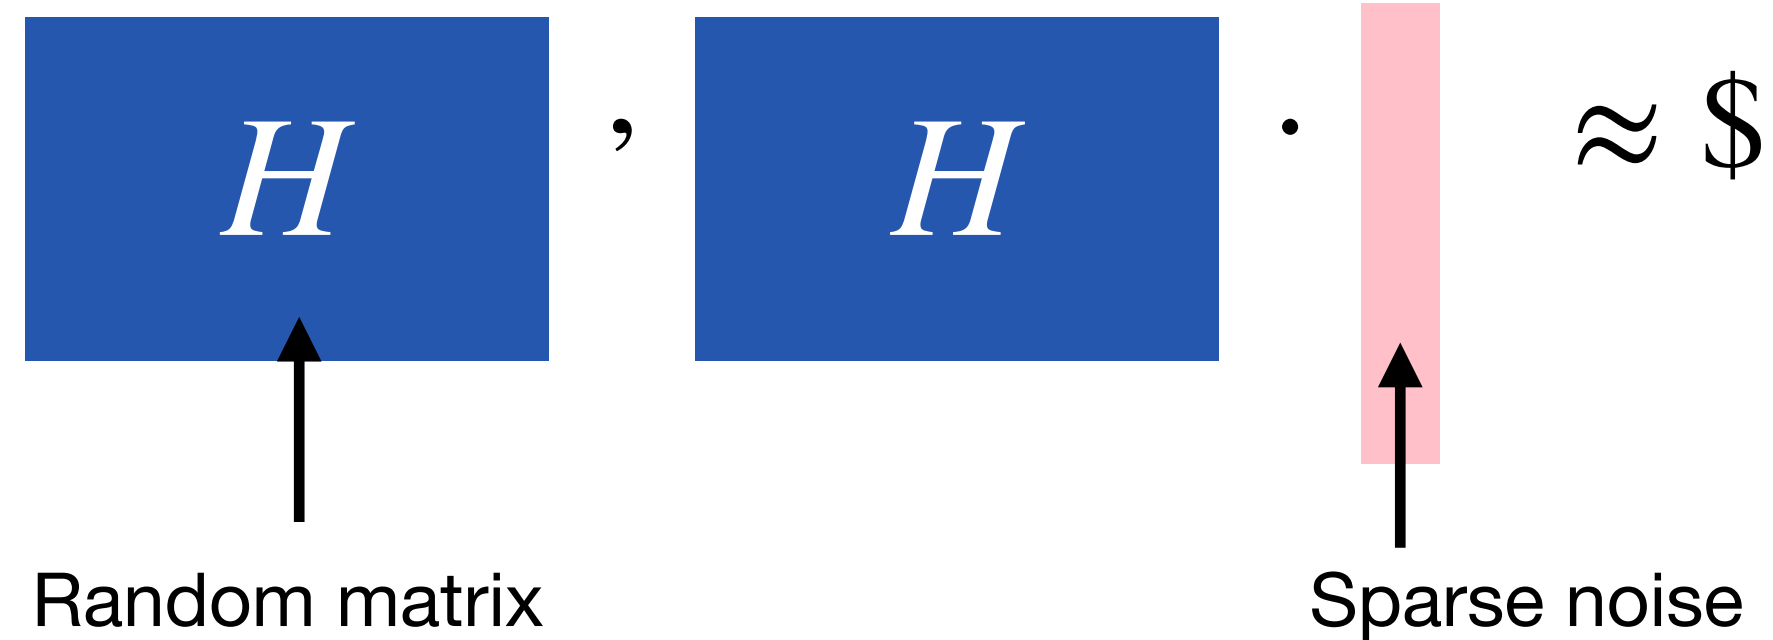 H , H · ≈ $
Random matrix
Sparse noise